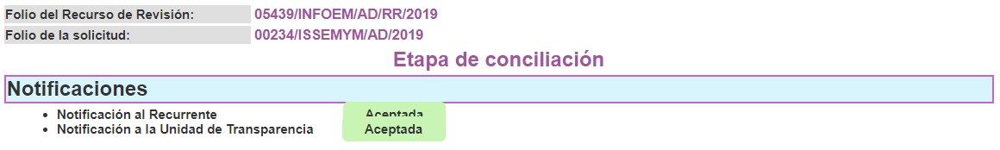 Folio del Recurso de Revisión: 05439/INFOEM/AD/RR/2019
Folio de la solicitud: 00234/ISSEMYM/AD/2019
Etapa de conciliación
Notificaciones
• Notificación al Recurrente Aceptada
• Notificación a la Unidad de Transparencia Aceptada